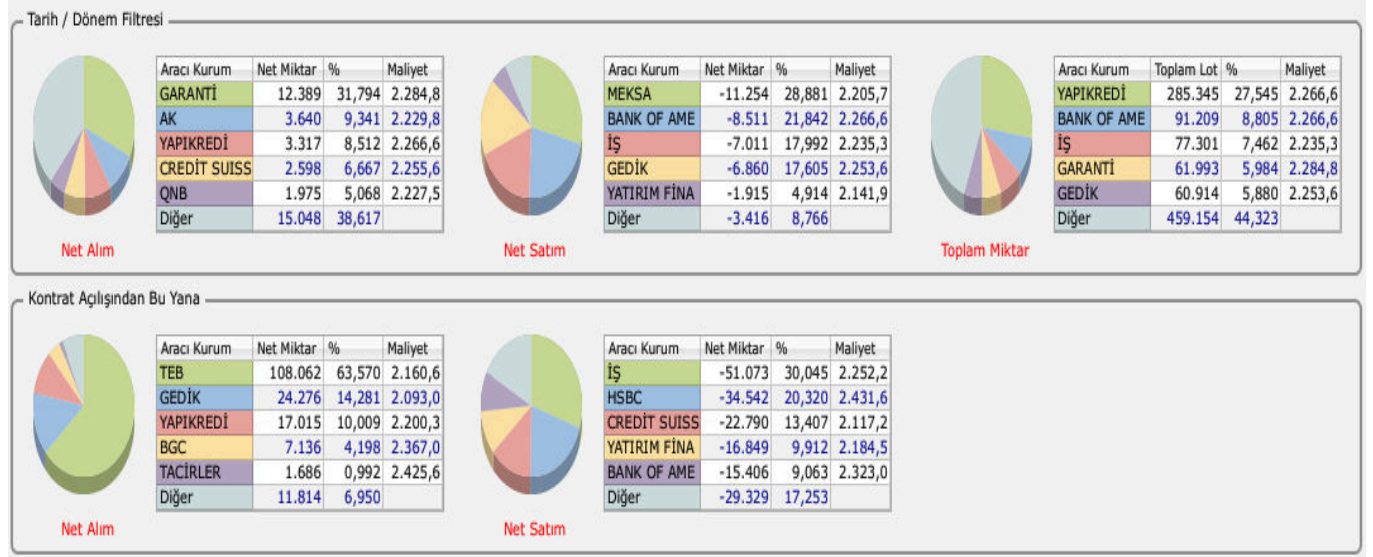 Tarih / Dönem Filtresi
Aracı Kurum Net Miktar % Maliyet
GARANTİ 12.389 31,794 2.284,8
AK 3.640 9,341 2.229,8
YAPIKREDİ 3.317 8,512 2.266,6
CREDİT SUISS 2.598 6,667 2.255,6
QNB 1.975 5,068 2.227,5
Diğer 15.048 38,617
Net Alım
Aracı Kurum Net Miktar % Maliyet
MEKSA -11.254 28,881 2.205,7
BANK OF AME -8.511 21,842 2.266,6
İŞ -7.011 17,992 2.235,3
GEDİK -6.860 17,605 2.253,6
YATIRIM FİNA -1.915 4,914 2.141,9
Diğer -3.416 8,766
Net Satım
Aracı Kurum Toplam Lot % Maliyet
YAPIKREDİ 285.345 27,545 2.266,6
BANK OF AME 91.209 8,805 2.266,6
İŞ 77.301 7,462 2.235,3
GARANTİ 61.993 5,984 2.284,8
GEDİK 60.914 5,880 2.253,6
Diğer 459.154 44,323
Toplam Miktar
Kontrat Açılışından Bu Yana
Aracı Kurum Net Miktar % Maliyet
TEB 108.062 63,570 2.160,6
GEDİK 24.276 14,281 2.093,0
YAPIKREDİ 17.015 10,009 2.200,3
BGC 7.136 4,198 2.367,0
TACİRLER 1.686 0,992 2.425,6
Diğer 11.814 6,950
Net Alım
Aracı Kurum Net Miktar % Maliyet
İŞ -51.073 30,045 2.252,2
HSBC -34.542 20,320 2.431,6
CREDİT SUISS -22.790 13,407 2.117,2
YATIRIM FİNA -16.849 9,912 2.184,5
BANK OF AME -15.406 9,063 2.323,0
Diğer -29.329 17,253
Net Satım